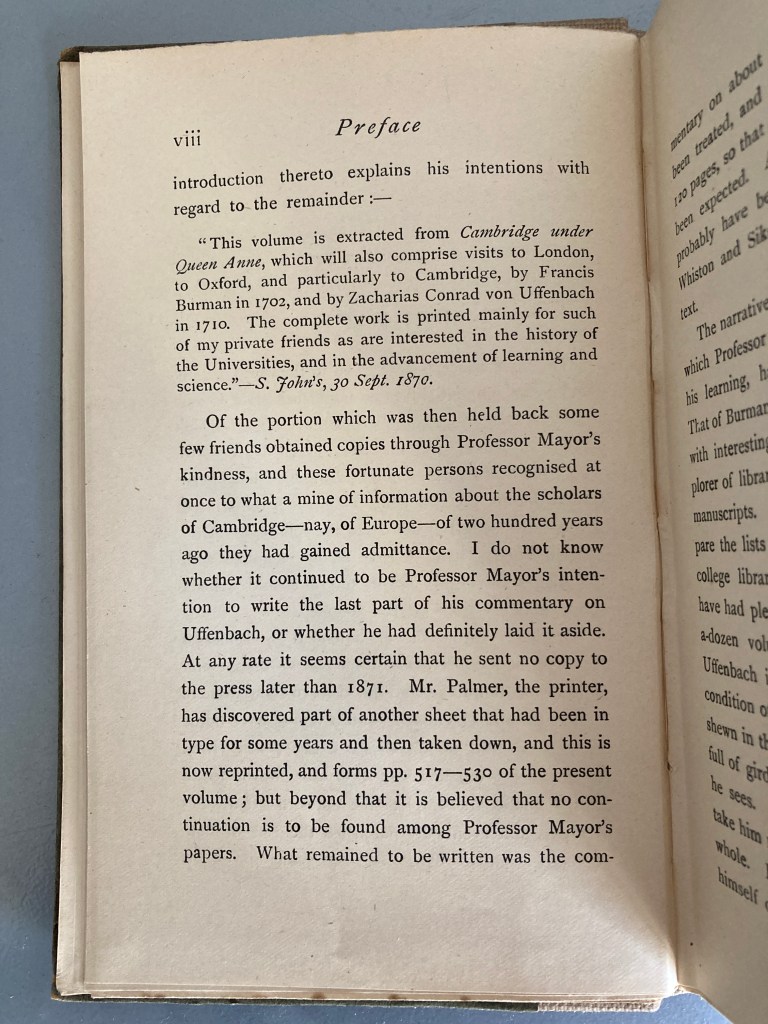 viii
Preface
introduction thereto explains his intentions with
regard to the remainder :—
“This volume is extracted from Cambridge under
Queen Anne, which will also comprise visits to London,
to Oxford, and particularly to Cambridge, by Francis
Burman in 1702, and by Zacharias Conrad von Uffenbach
in 1710. The complete work is printed mainly for such
of my private friends as are interested in the history of
the Universities, and in the advancement of learning and
science.”—S. John's, 30 Sept. 1870.
Of the portion which was then held back some
few friends obtained copies through Professor Mayor's
kindness, and these fortunate persons recognised at
once to what a mine of information about the scholars
of Cambridge—nay, of Europe—of two hundred years
ago they had gained admittance. I do not know
whether it continued to be Professor Mayor's inten-
tion to write the last part of his commentary on
Uffenbach, or whether he had definitely laid it aside.
At any rate it seems certain that he sent no copy to
the press later than 1871. Mr. Palmer, the printer,
has discovered part of another sheet that had been in
type for some years and then taken down, and this is
now reprinted, and forms pp. 517—530 of the present
volume; but beyond that it is believed that no con-
tinuation is to be found among Professor Mayor's
papers. What remained to be written was the com-
mentary on about
been treated, and
120 pages, so that
been expected.
probably have be
Whiston and Sik
text.
The narrative
which Professor
his learning, h
That of Burman
with interesting
plorer of librar
manuscripts.
pare the lists
college librar
have had ple
a-dozen volu
Uffenbach i
condition o
shewn in th
full of gird
he sees.
take him
whole.
himself